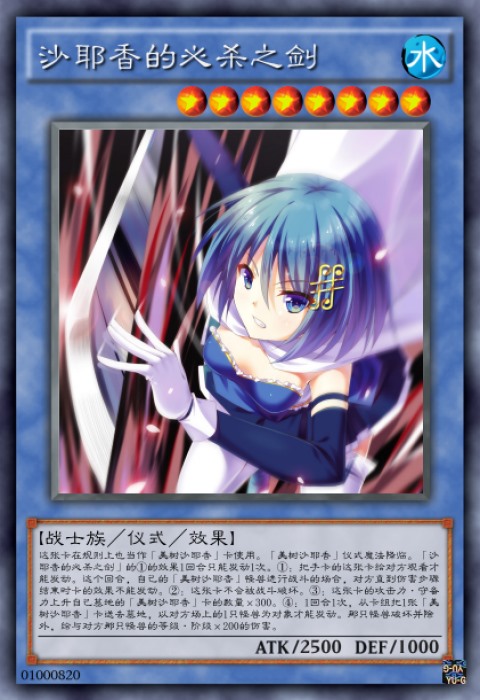 沙耶香的必杀之剑
水
【战士族／仪式／效果】
这张卡在规则上也当作「美树沙耶香」卡使用。「美树沙耶香」仪式魔法降临。「沙
耶香的必杀之剑」的①的效果1回合只能发动1次。①，把手卡的这张卡给对方观看才
能发动。这个回合，自己的「美树沙耶香」怪兽进行战斗的场合，对方直到伤害步骤
结束时卡的效果不能发动。②；这张卡不会被战斗破坏。③；这张卡的攻击力·守备
力上升自己墓地的「美树沙耶香」卡的数量×300。④，1回合1次，从卡组把1张「美
树沙耶香」卡送去墓地，以对方场上的1只怪兽为对象才能发动。那只怪兽破坏并除
外，给与对方那只怪兽的等级·阶级×200的伤害。
ATK/2500 DEF/1000
01000820